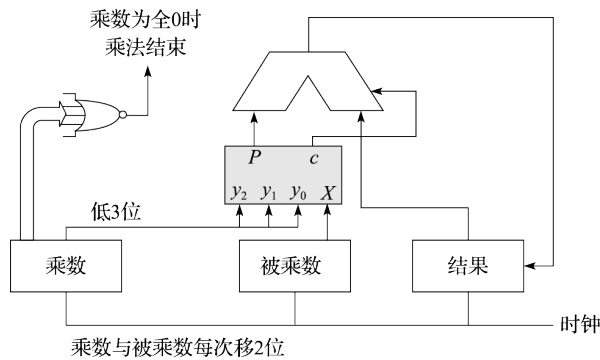 乘数为全0时
乘法结束
P c
y2 y1 y0 X
低3位
乘数
被乘数
结果
时钟
乘数与被乘数每次移2位